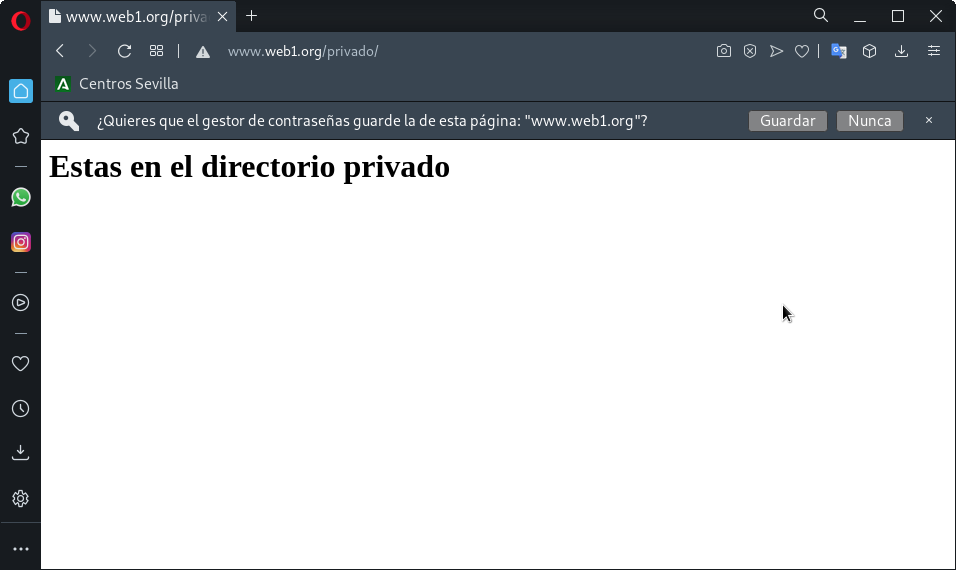 www.web1.org/priva
www.web1.org/privado/
Centros Sevilla
¿Quieres que el gestor de contraseñas guarde la de esta página: "www.web1.org"?
Guardar
Nunca
Estas en el directorio privado